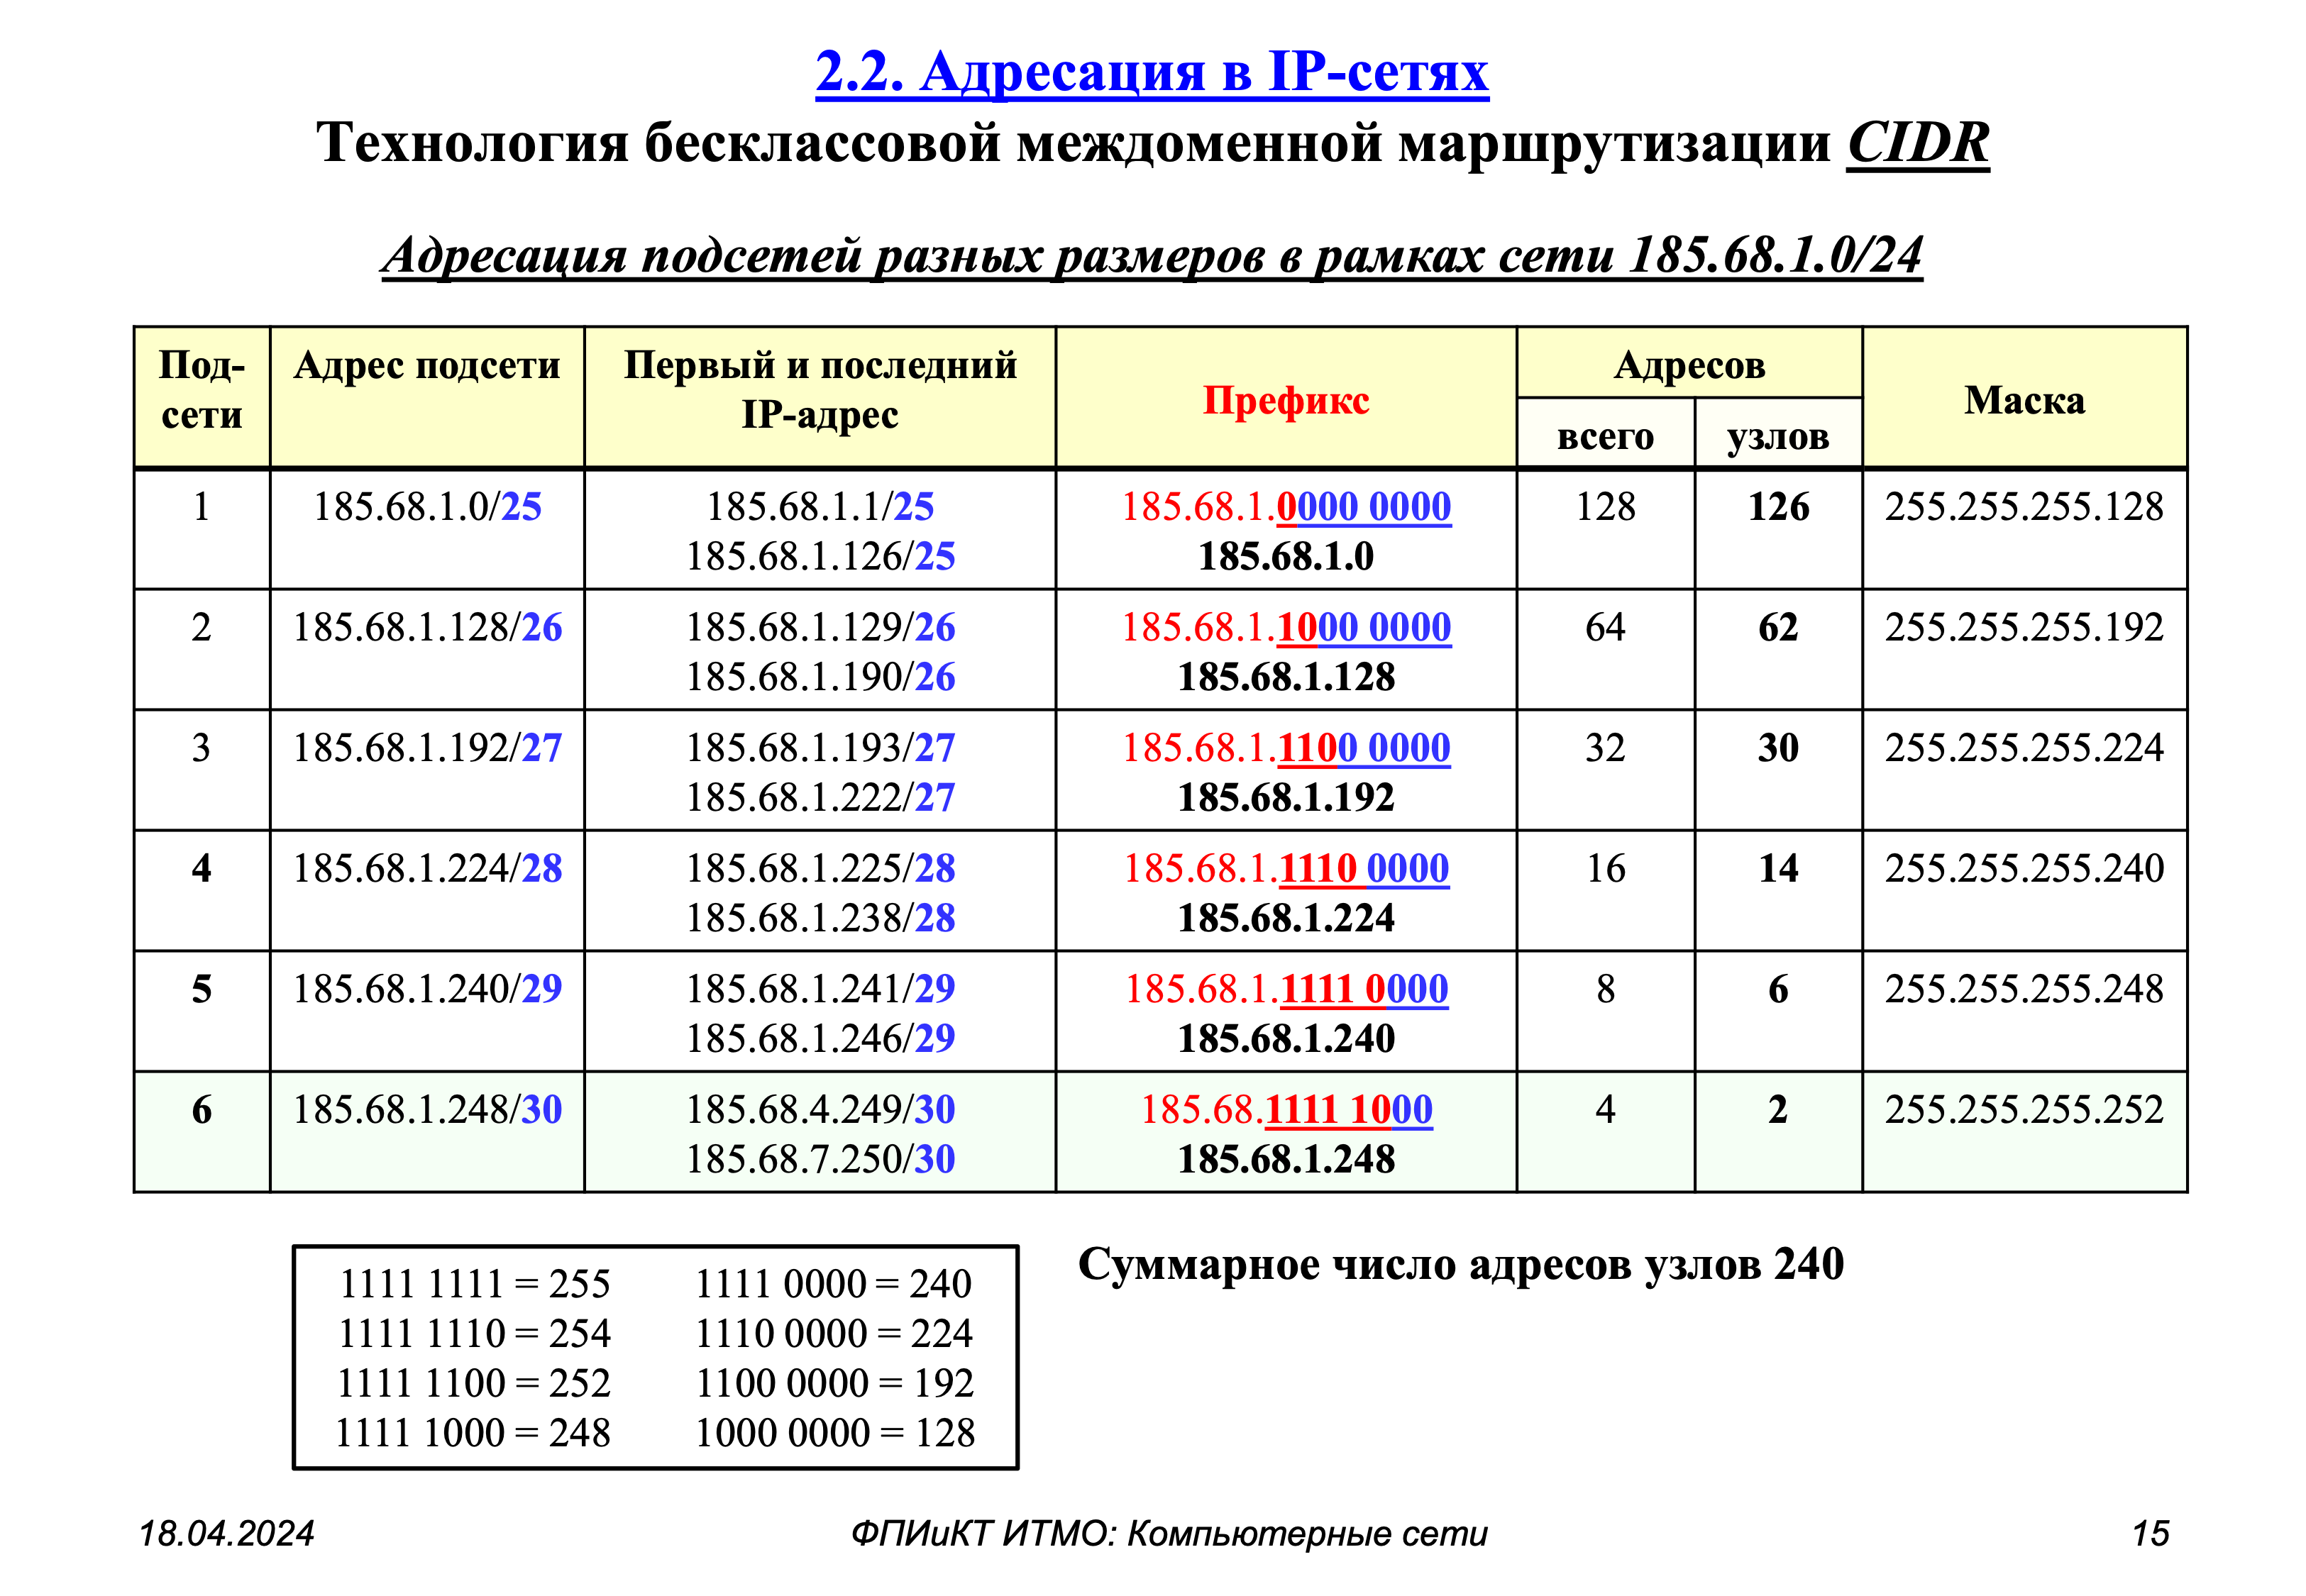 2.2. Адресация в IP-сетях
Технология бесклассовой междоменной маршрутизации CIDR
Адресация подсетей разных размеров в рамках сети 185.68.1.0/24
Под-
сети
Адрес подсети
Первый и последний
IP-адрес
Префикс
Адресов
всего
узлов
Маска
1
185.68.1.0/25
185.68.1.1/25
185.68.1.126/25
185.68.1.0000 0000
185.68.1.0
128
126
255.255.255.128
2
185.68.1.128/26
185.68.1.129/26
185.68.1.190/26
185.68.1.1000 0000
185.68.1.128
64
62
255.255.255.192
3
185.68.1.192/27
185.68.1.193/27
185.68.1.222/27
185.68.1.1100 0000
185.68.1.192
32
30
255.255.255.224
4
185.68.1.224/28
185.68.1.225/28
185.68.1.238/28
185.68.1.1110 0000
185.68.1.224
16
14
255.255.255.240
5
185.68.1.240/29
185.68.1.241/29
185.68.1.246/29
185.68.1.1111 0000
185.68.1.240
8
6
255.255.255.248
6
185.68.1.248/30
185.68.4.249/30
185.68.7.250/30
185.68.1111 1000
185.68.1.248
4
2
255.255.255.252
1111 1111 = 255 1111 0000 = 240
1111 1110 = 254 1110 0000 = 224
1111 1100 = 252 1100 0000 = 192
1111 1000 = 248 1000 0000 = 128
Суммарное число адресов узлов 240
18.04.2024
ФПИиКТ ИТМО: Компьютерные сети
15